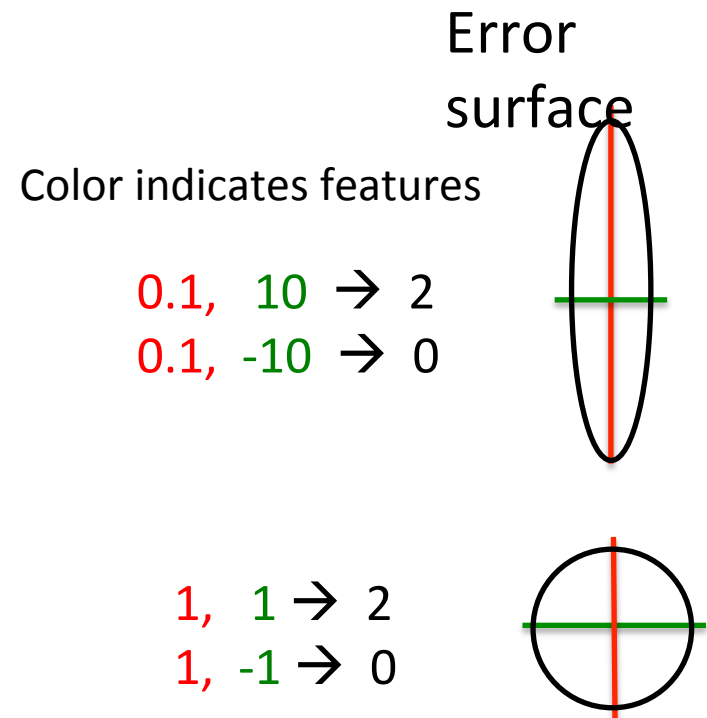 Error
surface
Color indicates features
0.1, 10 → 2
0.1, -10 → 0
1, 1 → 2
1, -1 → 0